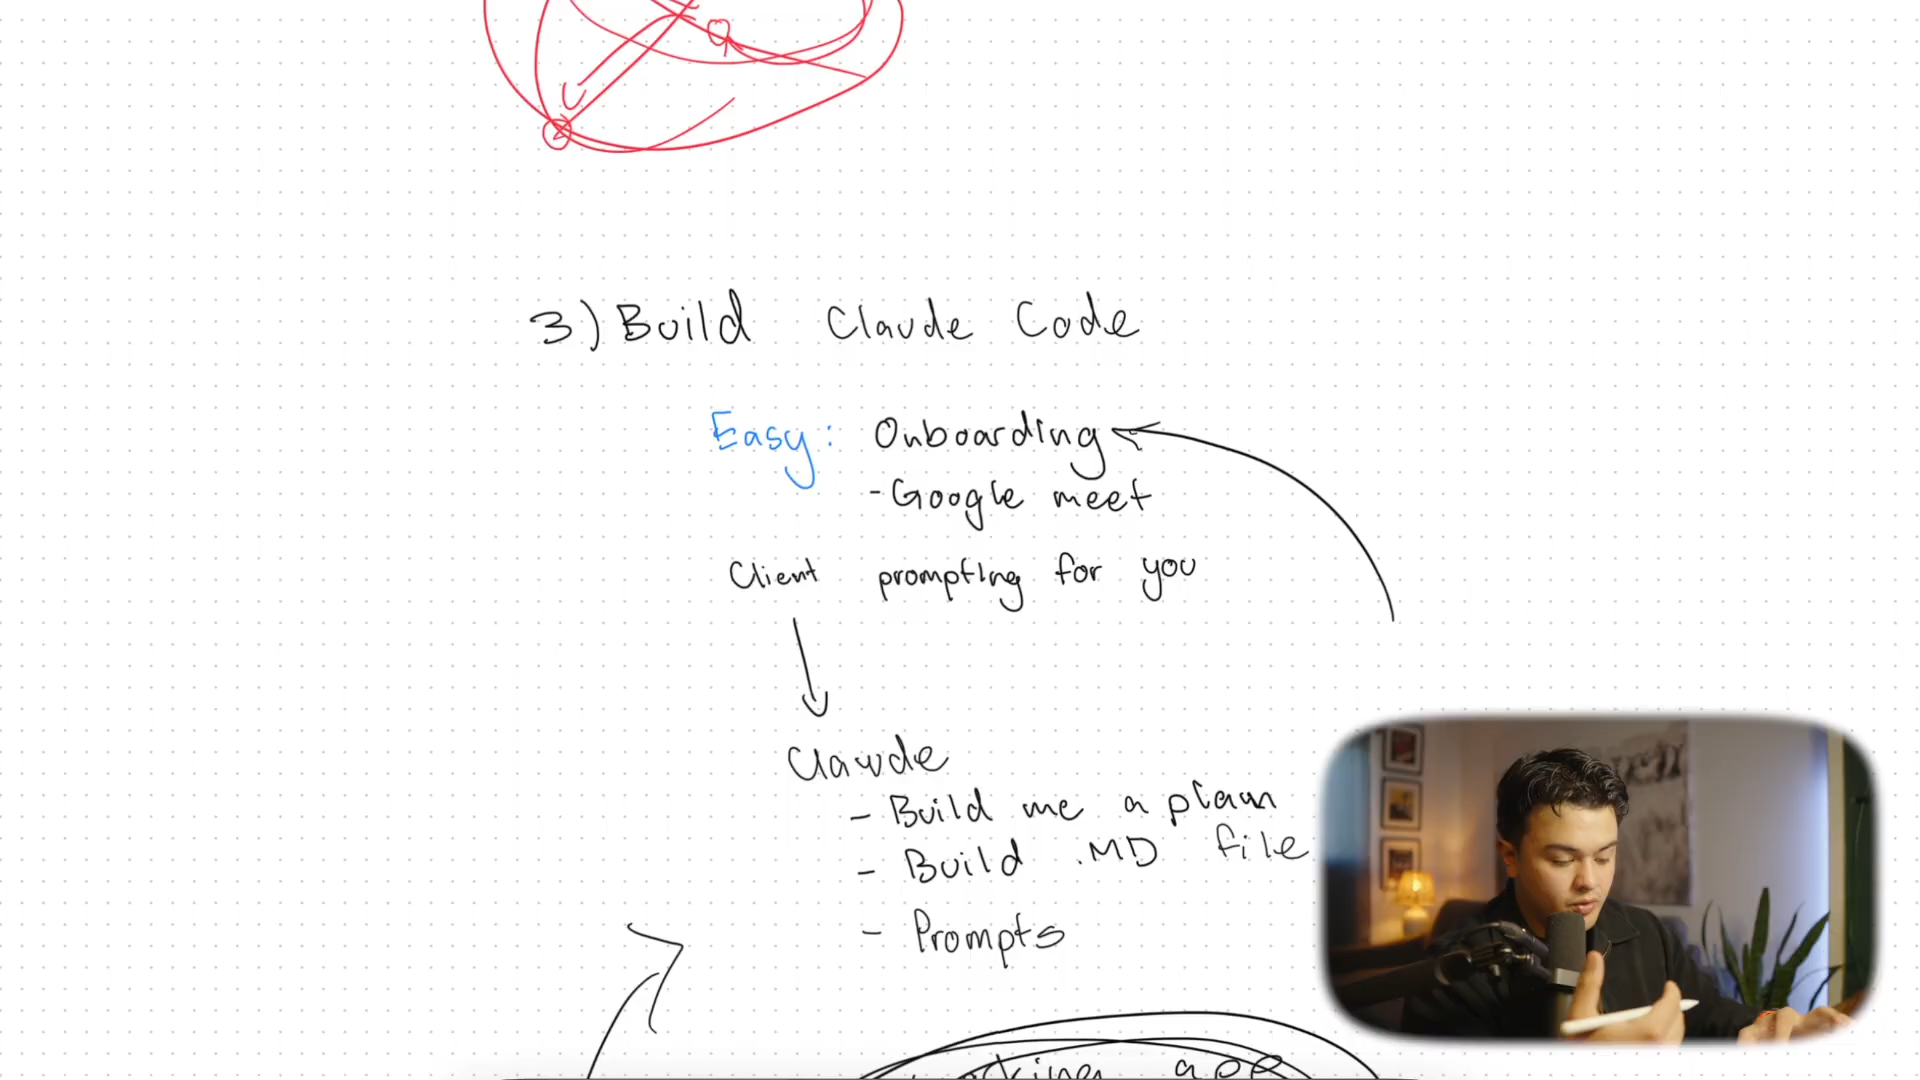 3) Build Claude Code
Easy: Onboarding
- Google meet
Client prompting for you
Claude
- Build me a plan
- Build .MD file
- Prompts
app